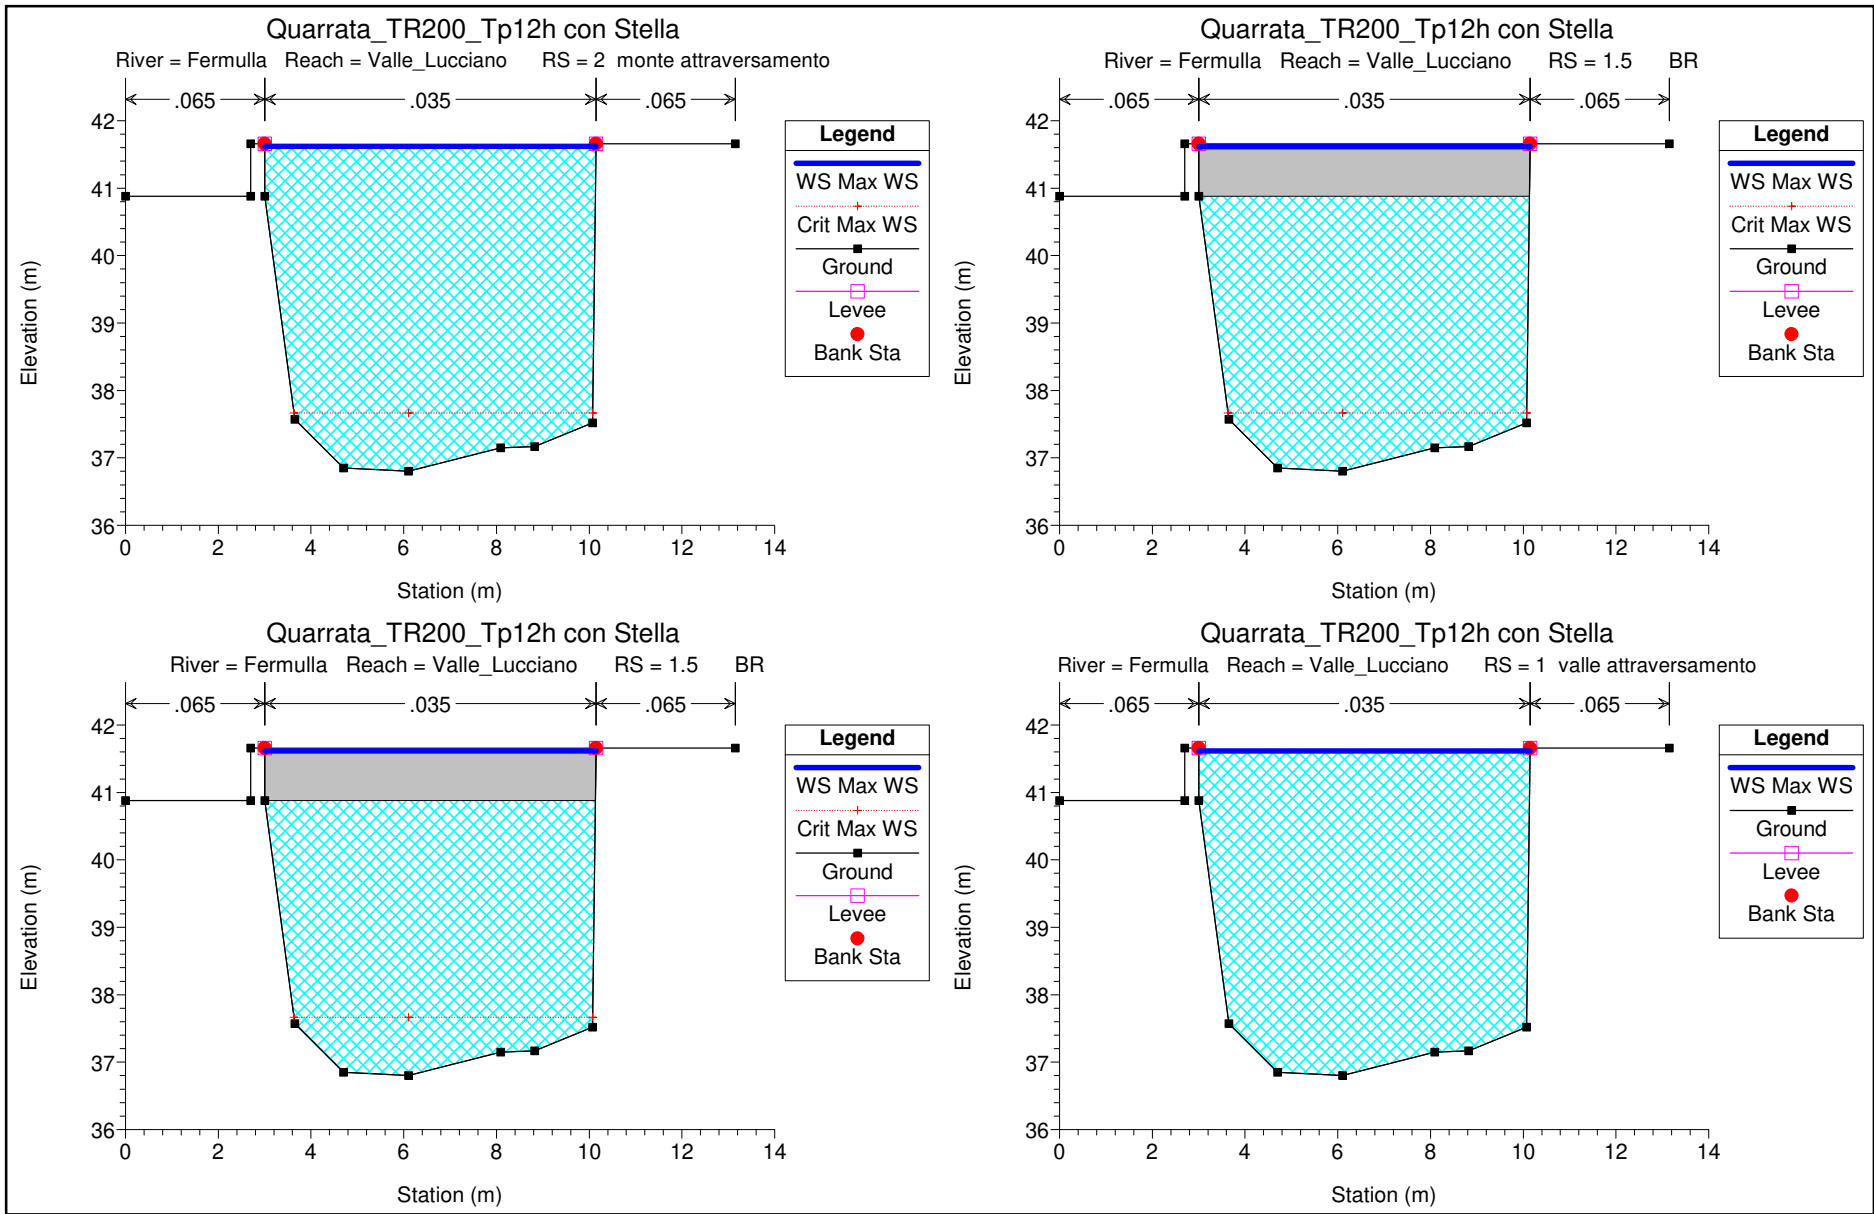 Quarrata_TR200_Tp12h con Stella
River = Fermulla Reach = Valle_Lucciano RS = 2 monte attraversamento
.065 .035 .065
42
41
40
39
38
37
36
0 2 4 6 8 10 12 14
Station (m)
Elevation (m)
Legend
WS Max WS
Crit Max WS
Ground
Levee
Bank Sta
Quarrata_TR200_Tp12h con Stella
River = Fermulla Reach = Valle_Lucciano RS = 1.5 BR
.065 .035 .065
42
41
40
39
38
37
36
0 2 4 6 8 10 12 14
Station (m)
Elevation (m)
Legend
WS Max WS
Crit Max WS
Ground
Levee
Bank Sta
Quarrata_TR200_Tp12h con Stella
River = Fermulla Reach = Valle_Lucciano RS = 1.5 BR
.065 .035 .065
42
41
40
39
38
37
36
0 2 4 6 8 10 12 14
Station (m)
Elevation (m)
Legend
WS Max WS
Crit Max WS
Ground
Levee
Bank Sta
Quarrata_TR200_Tp12h con Stella
River = Fermulla Reach = Valle_Lucciano RS = 1 valle attraversamento
.065 .035 .065
42
41
40
39
38
37
36
0 2 4 6 8 10 12 14
Station (m)
Elevation (m)
Legend
WS Max WS
Ground
Levee
Bank Sta